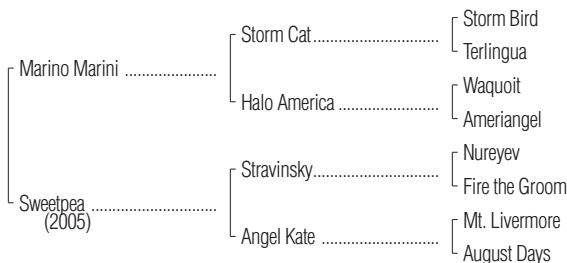 Storm Bird
Storm Cat..............................
Terlingua
Marino Marini ......................
Waquoit
Halo America ........................
Ameriangel
Nureyev
Stravinsky..............................
Fire the Groom
Sweetpea ..............................
(2005)
Mt. Livermore
Angel Kate ............................
August Days